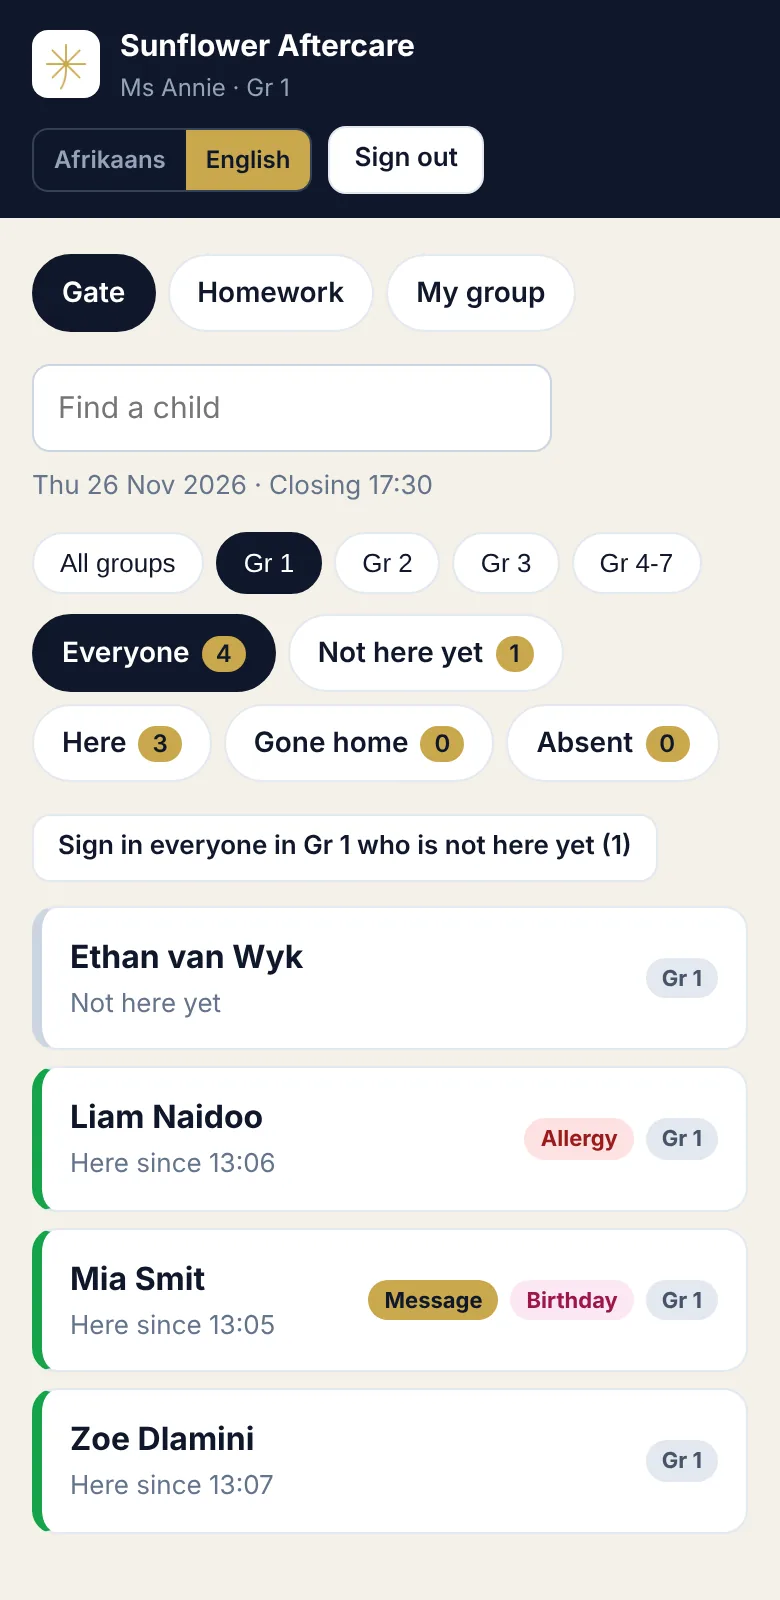 Sunflower Aftercare
Ms Annie · Gr 1
Afrikaans English Sign out
Gate Homework My group
Find a child
Thu 26 Nov 2026 · Closing 17:30
All groups Gr 1 Gr 2 Gr 3 Gr 4-7
Everyone 4 Not here yet 1
Here 3 Gone home 0 Absent 0
Sign in everyone in Gr 1 who is not here yet (1)
Ethan van Wyk
Not here yet
Gr 1
Liam Naidoo
Here since 13:06
Allergy Gr 1
Mia Smit
Here since 13:05
Message Birthday Gr 1
Zoe Dlamini
Here since 13:07
Gr 1